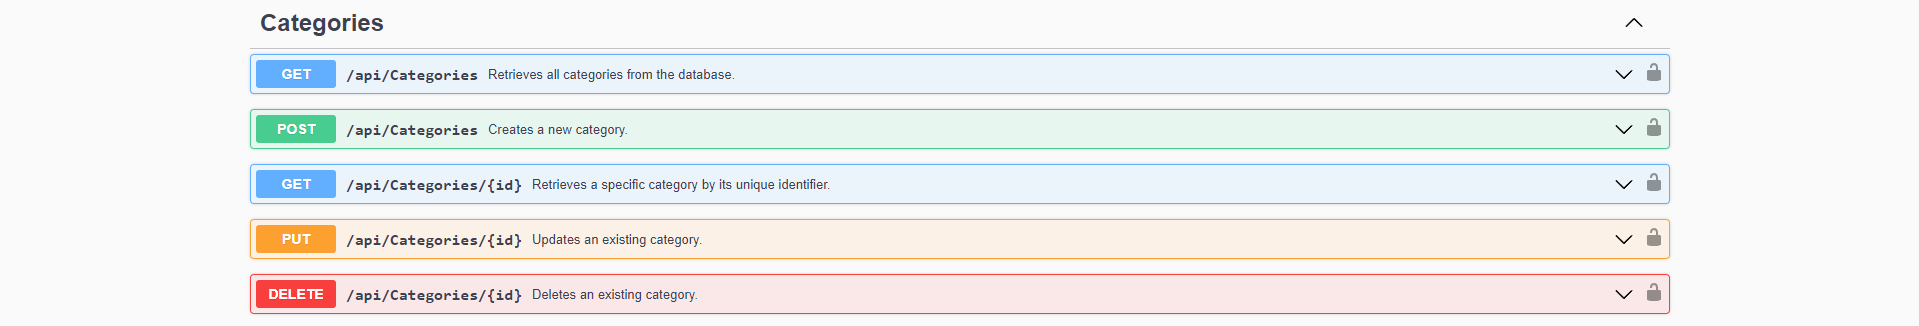 Categories
GET /api/Categories Retrieves all categories from the database.
POST /api/Categories Creates a new category.
GET /api/Categories/{id} Retrieves a specific category by its unique identifier.
PUT /api/Categories/{id} Updates an existing category.
DELETE /api/Categories/{id} Deletes an existing category.